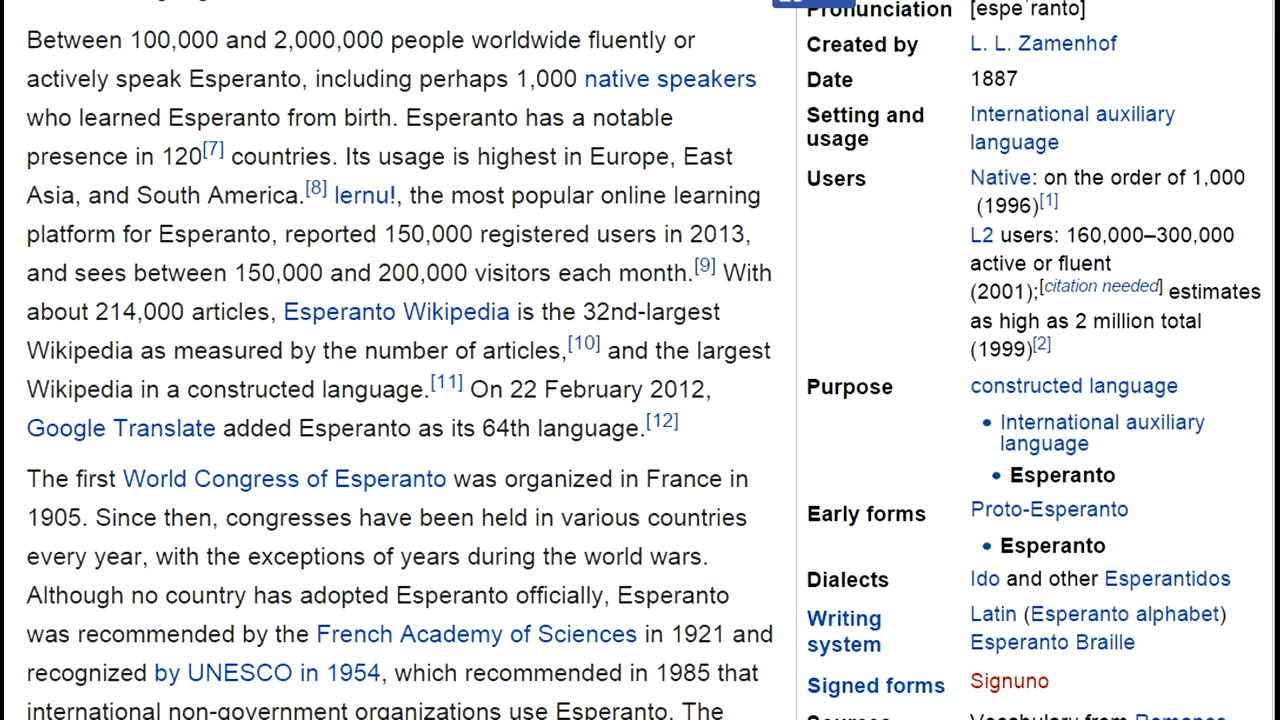 Between 100,000 and 2,000,000 people worldwide fluently or
actively speak Esperanto, including perhaps 1,000 native speakers
who learned Esperanto from birth. Esperanto has a notable
presence in 120[7] countries. Its usage is highest in Europe, East
Asia, and South America.[8] lernu!, the most popular online learning
platform for Esperanto, reported 150,000 registered users in 2013,
and sees between 150,000 and 200,000 visitors each month.[9] With
about 214,000 articles, Esperanto Wikipedia is the 32nd-largest
Wikipedia as measured by the number of articles,[10] and the largest
Wikipedia in a constructed language.[11] On 22 February 2012,
Google Translate added Esperanto as its 64th language.[12]
The first World Congress of Esperanto was organized in France in
1905. Since then, congresses have been held in various countries
every year, with the exceptions of years during the world wars.
Although no country has adopted Esperanto officially, Esperanto
was recommended by the French Academy of Sciences in 1921 and
recognized by UNESCO in 1954, which recommended in 1985 that
international non-government organizations use Esperanto. The
Pronunciation [espeˈranto]
Created by L. L. Zamenhof
Date 1887
Setting and usage International auxiliary
language
Users Native: on the order of 1,000
(1996)[1]
L2 users: 160,000–300,000
active or fluent
(2001);[citation needed] estimates
as high as 2 million total
(1999)[2]
Purpose constructed language
• International auxiliary
language
• Esperanto
Early forms Proto-Esperanto
• Esperanto
Dialects Ido and other Esperantidos
Writing system Latin (Esperanto alphabet)
Esperanto Braille
Signed forms Signuno
Sources Vocabulary from Romance